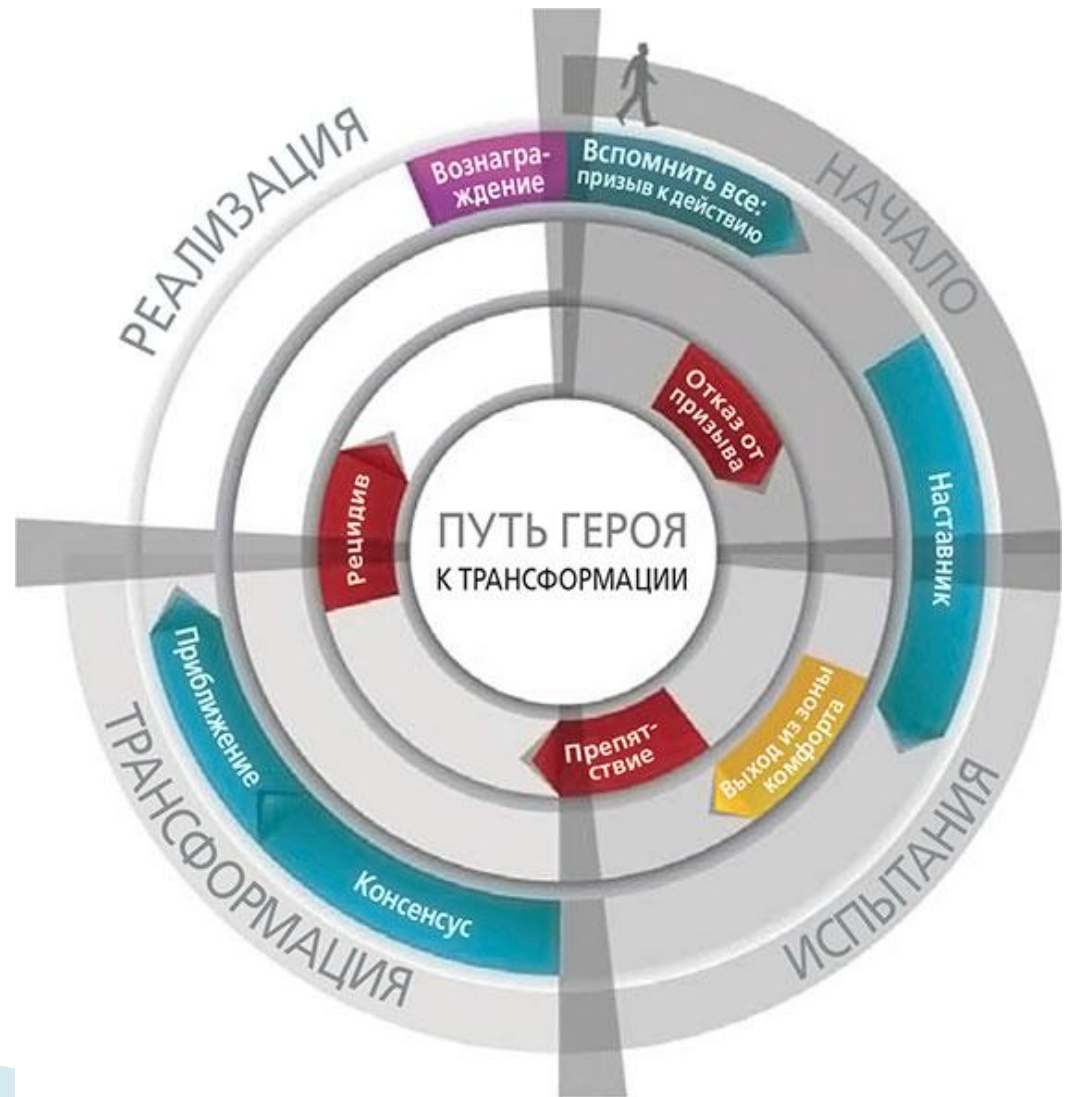 РЕАЛИЗАЦИЯ
НАЧАЛО
Вознагра-
ждение
Вспомнить все:
призыв к действию
Отказ от
призыва
Наставник
Рецидив
ПУТЬ ГЕРОЯ
К ТРАНСФОРМАЦИИ
Приближение
Препят-
ствие
Выход из зоны
комфорта
Консенсус
ТРАНСФОРМАЦИЯ
ИСПЫТАНИЯ